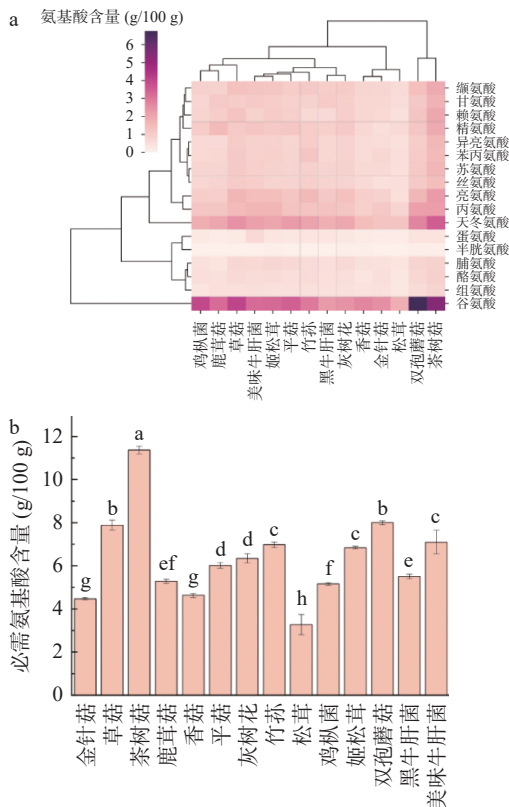 a
氨基酸含量 (g/100 g)
6
5
4
3
2
1
0
缬氨酸
甘氨酸
赖氨酸
精氨酸
异亮氨酸
苯丙氨酸
苏氨酸
丝氨酸
亮氨酸
丙氨酸
天冬氨酸
蛋氨酸
半胱氨酸
脯氨酸
酪氨酸
组氨酸
谷氨酸
鸡枞菌
鹿茸菇
草菇
美味牛肝菌
姬松茸
平菇
竹荪
黑牛肝菌
灰树花
香菇
金针菇
松茸
双孢蘑菇
茶树菇
b
必需氨基酸含量 (g/100 g)
12
10
8
6
4
2
0
g
b
a
ef
g
d
d
c
h
f
c
b
e
c
金针菇
草菇
茶树菇
鹿茸菇
香菇
平菇
灰树花
竹荪
松茸
鸡枞菌
姬松茸
双孢蘑菇
黑牛肝菌
美味牛肝菌